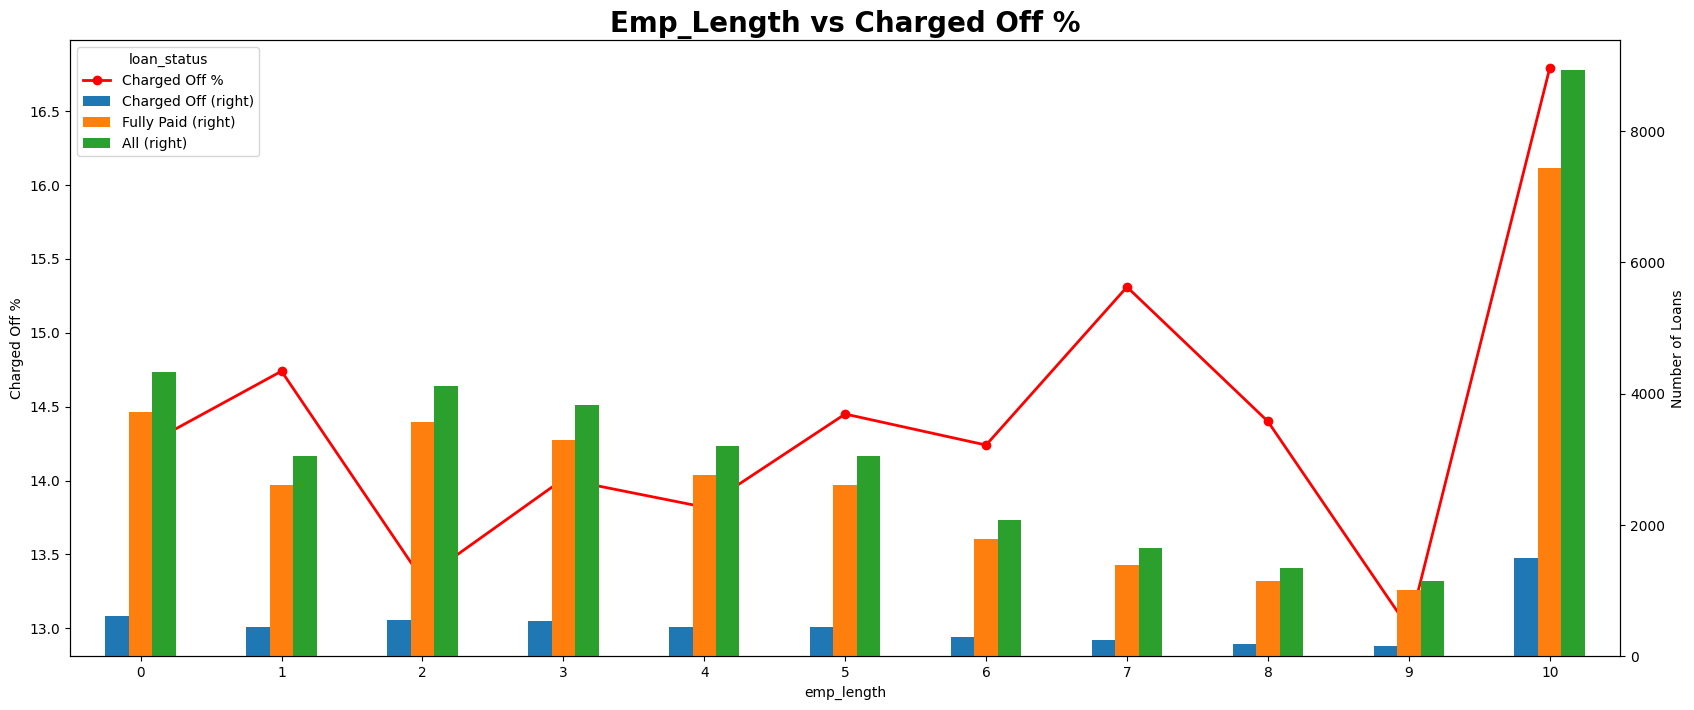 Emp_Length vs Charged Off %
loan_status
Charged Off %
Charged Off (right)
Fully Paid (right)
All (right)
Charged Off %
16.5
16.0
15.5
15.0
14.5
14.0
13.5
13.0
8000
6000
4000
2000
0
Number of Loans
0 1 2 3 4 5 6 7 8 9 10
emp_length